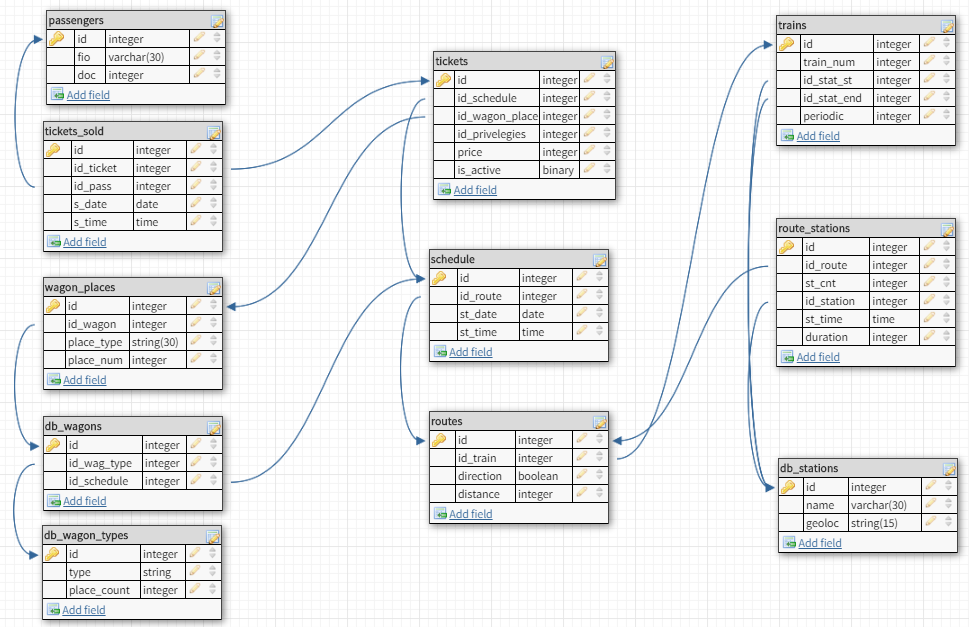 passengers
id integer
fio varchar(30)
doc integer
Add field
tickets_sold
id integer
id_ticket integer
id_pass integer
s_date date
s_time time
Add field
wagon_places
id integer
id_wagon integer
place_type string(30)
place_num integer
Add field
db_wagons
id integer
id_wag_type integer
id_schedule integer
Add field
db_wagon_types
id integer
type string
place_count integer
Add field
tickets
id integer
id_schedule integer
id_wagon_place integer
id_privelegies integer
price integer
is_active binary
Add field
schedule
id integer
id_route integer
st_date date
st_time time
Add field
routes
id integer
id_train integer
direction boolean
distance integer
Add field
trains
id integer
train_num integer
id_stat_st integer
id_stat_end integer
periodic integer
Add field
route_stations
id integer
id_route integer
st_cnt integer
id_station integer
st_time time
duration integer
Add field
db_stations
id integer
name varchar(30)
geoloc string(15)
Add field